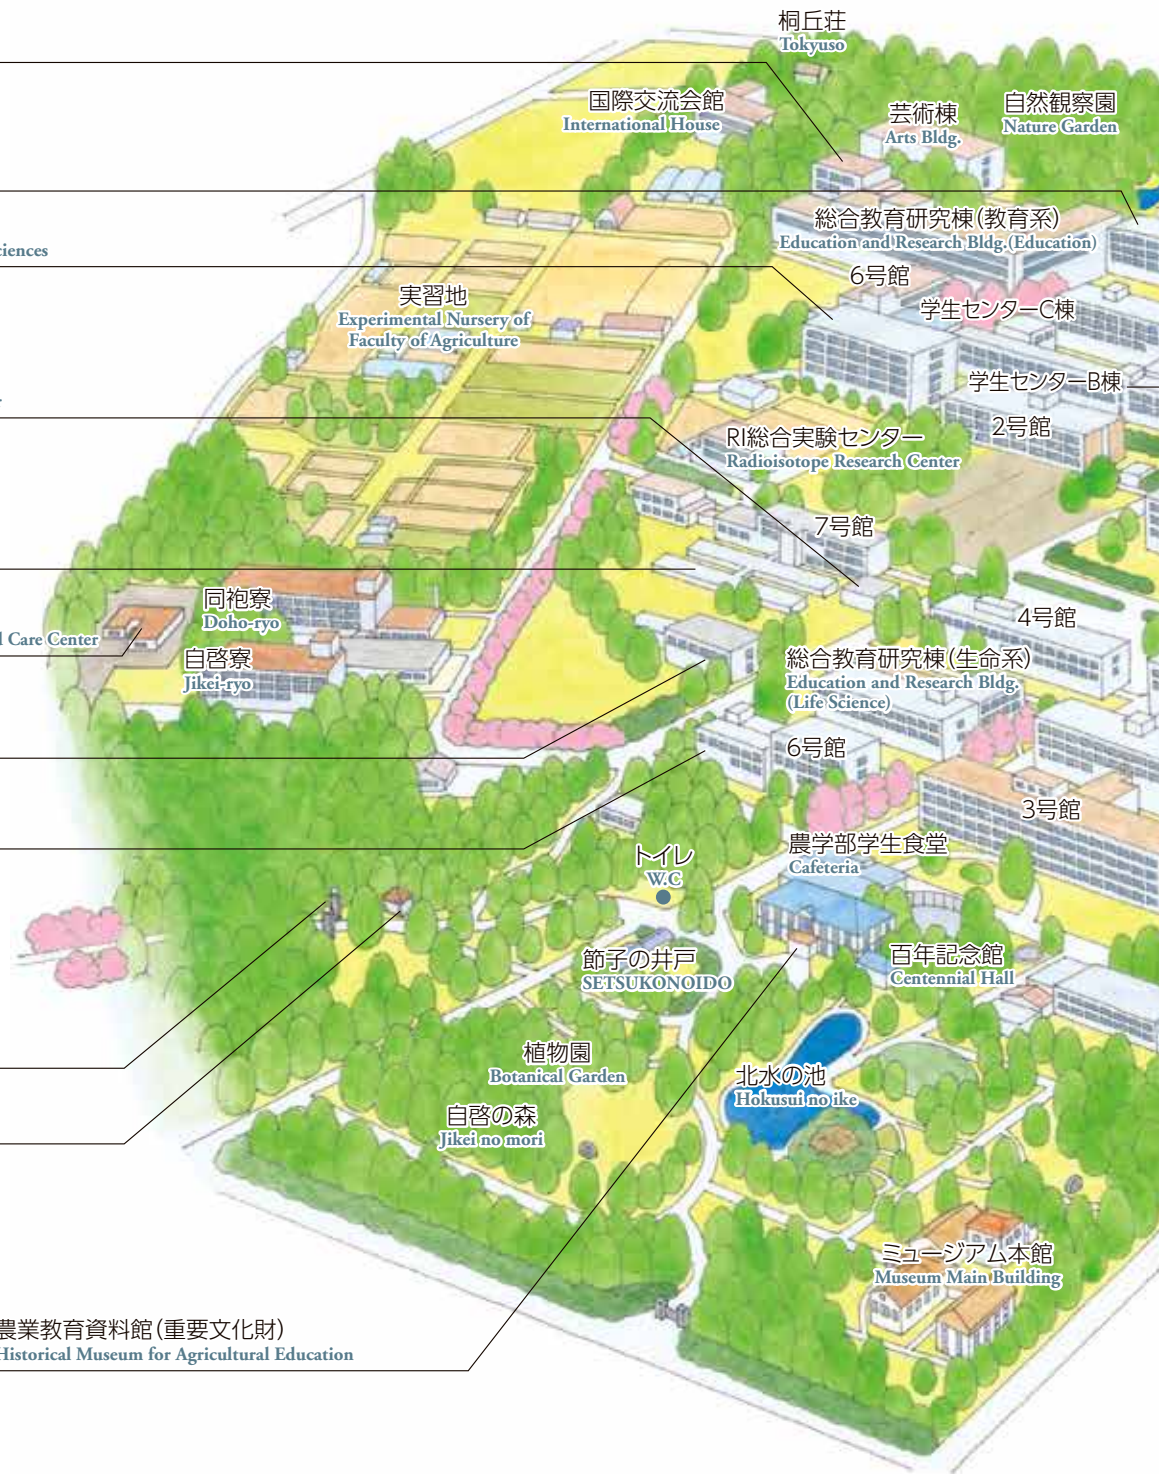 桐丘荘
Tokyuso
国際交流会館
International House
芸術棟
Arts Bldg.
自然観察園
Nature Garden
総合教育研究棟(教育系)
Education and Research Bldg.(Education)
6号館
学生センターC棟
実習地
Experimental Nursery of
Faculty of Agriculture
学生センターB棟
2号館
RI総合実験センター
Radioisotope Research Center
7号館
同袍寮
Doho-ryo
4号館
Care Center
自啓寮
Jikei-ryo
総合教育研究棟(生命系)
Education and Research Bldg.
(Life Science)
6号館
3号館
農学部学生食堂
Cafeteria
トイレ
W.C
節子の井戸
SETSUKONOIDO
百年記念館
Centennial Hall
植物園
Botanical Garden
北水の池
Hokusui no ike
自啓の森
Jikei no mori
ミュージアム本館
Museum Main Building
農業教育資料館(重要文化財)
Historical Museum for Agricultural Education